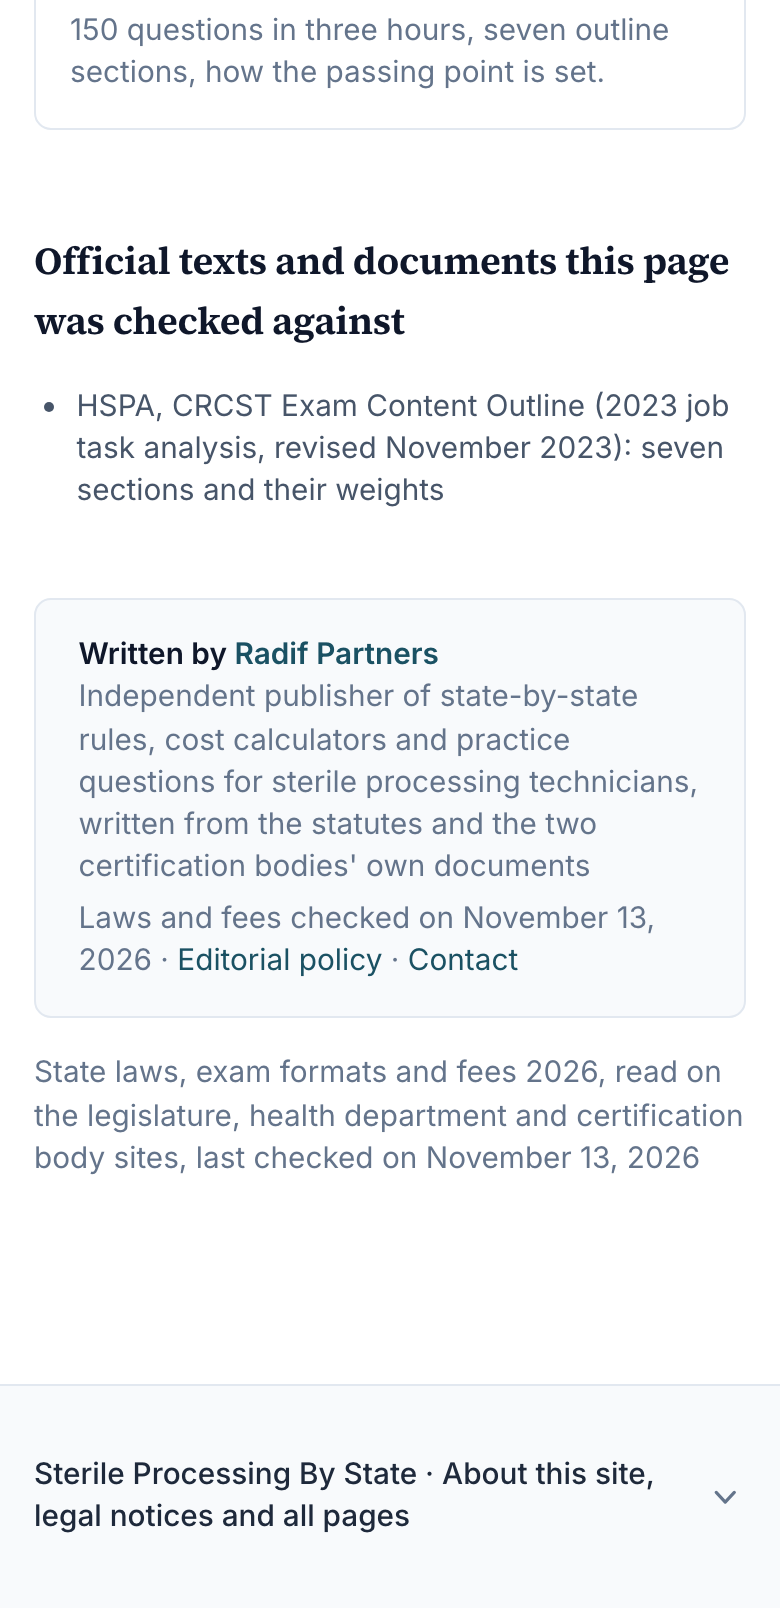 150 questions in three hours, seven outline
sections, how the passing point is set.
Official texts and documents this page
was checked against
• HSPA, CRCST Exam Content Outline (2023 job
task analysis, revised November 2023): seven
sections and their weights
Written by Radif Partners
Independent publisher of state-by-state
rules, cost calculators and practice
questions for sterile processing technicians,
written from the statutes and the two
certification bodies' own documents
Laws and fees checked on November 13,
2026 · Editorial policy · Contact
State laws, exam formats and fees 2026, read on
the legislature, health department and certification
body sites, last checked on November 13, 2026
Sterile Processing By State · About this site,
legal notices and all pages